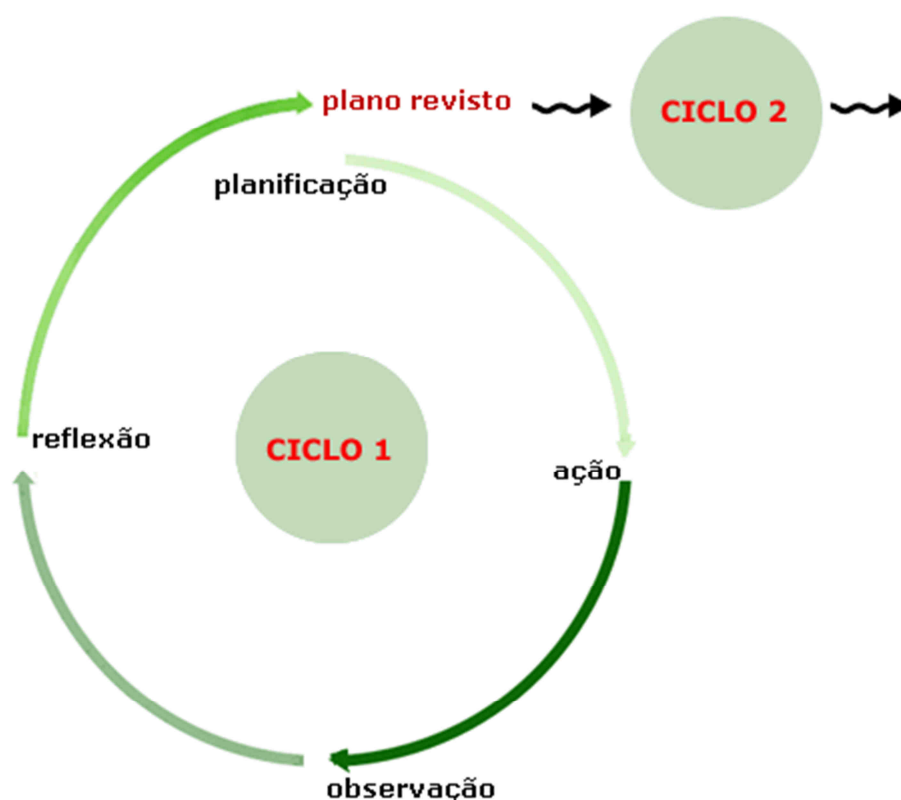 plano revisto
CICLO 2
planificação
reflexão
CICLO 1
ação
observação